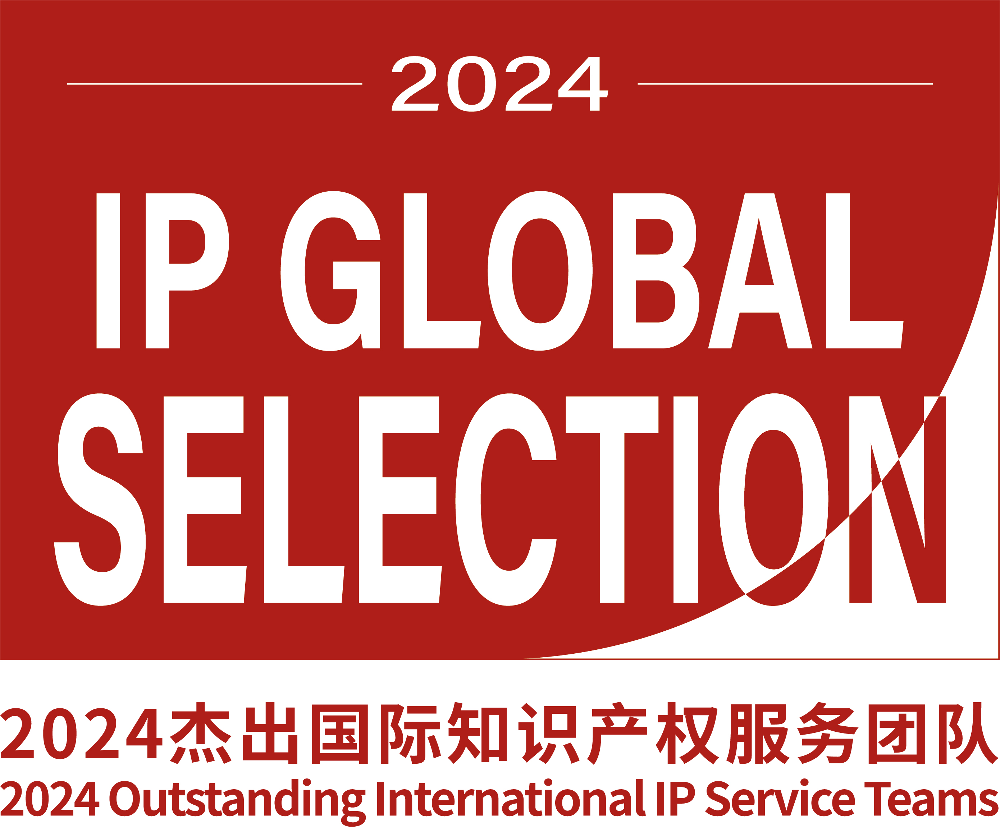 2024
IP GLOBAL
SELECTION
2024杰出国际知识产权服务团队
2024 Outstanding International IP Service Teams